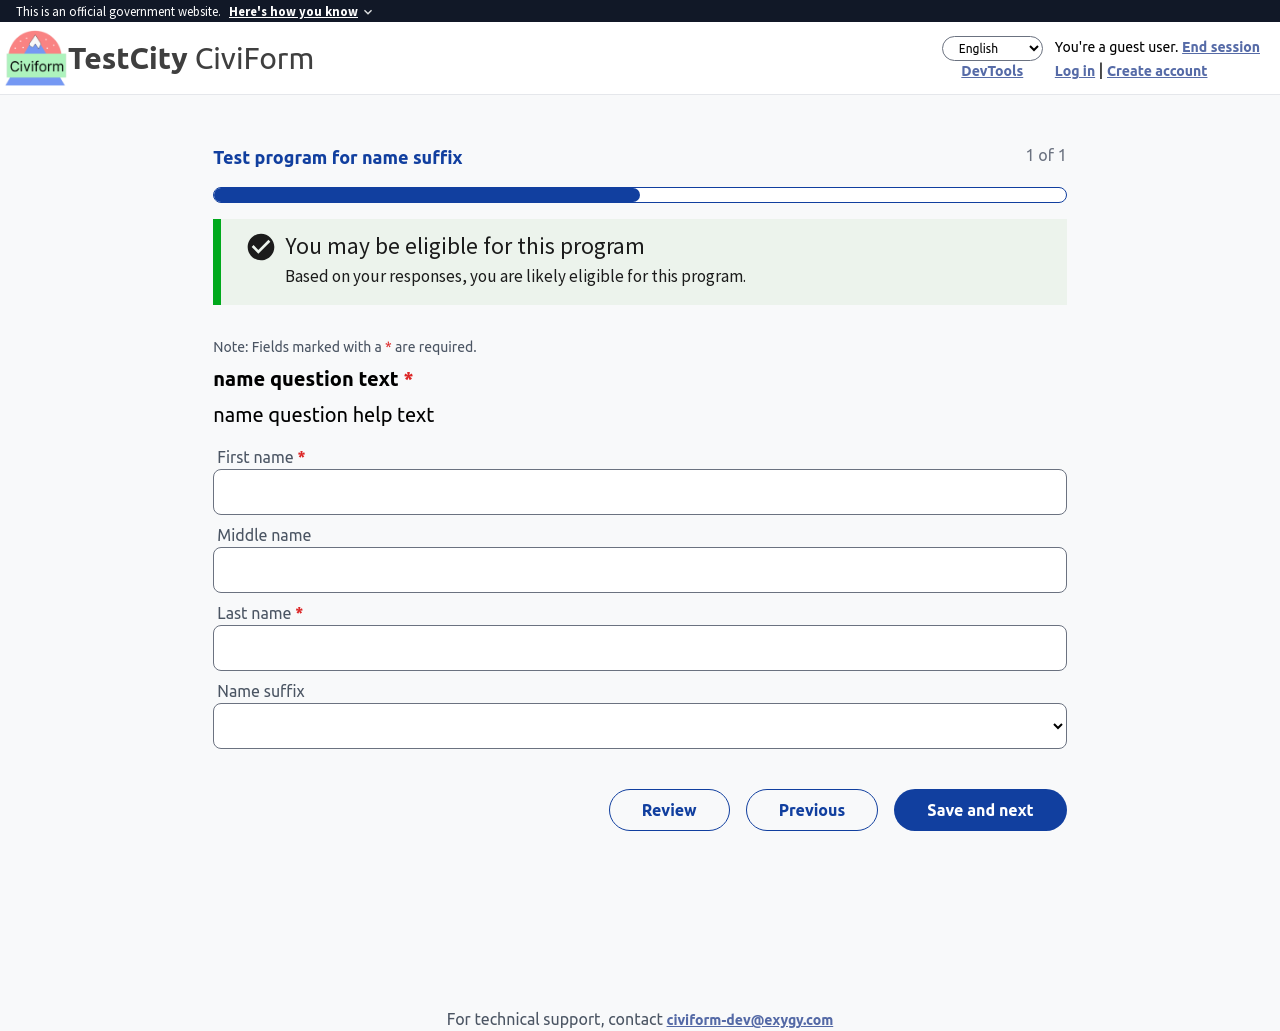 This is an official government website. Here's how you know
Civiform
TestCity CiviForm
English
You're a guest user. End session
DevTools
Log in | Create account
Test program for name suffix
1 of 1
You may be eligible for this program
Based on your responses, you are likely eligible for this program.
Note: Fields marked with a * are required.
name question text *
name question help text
First name *
Middle name
Last name *
Name suffix
Review
Previous
Save and next
For technical support, contact civiform-dev@exygy.com